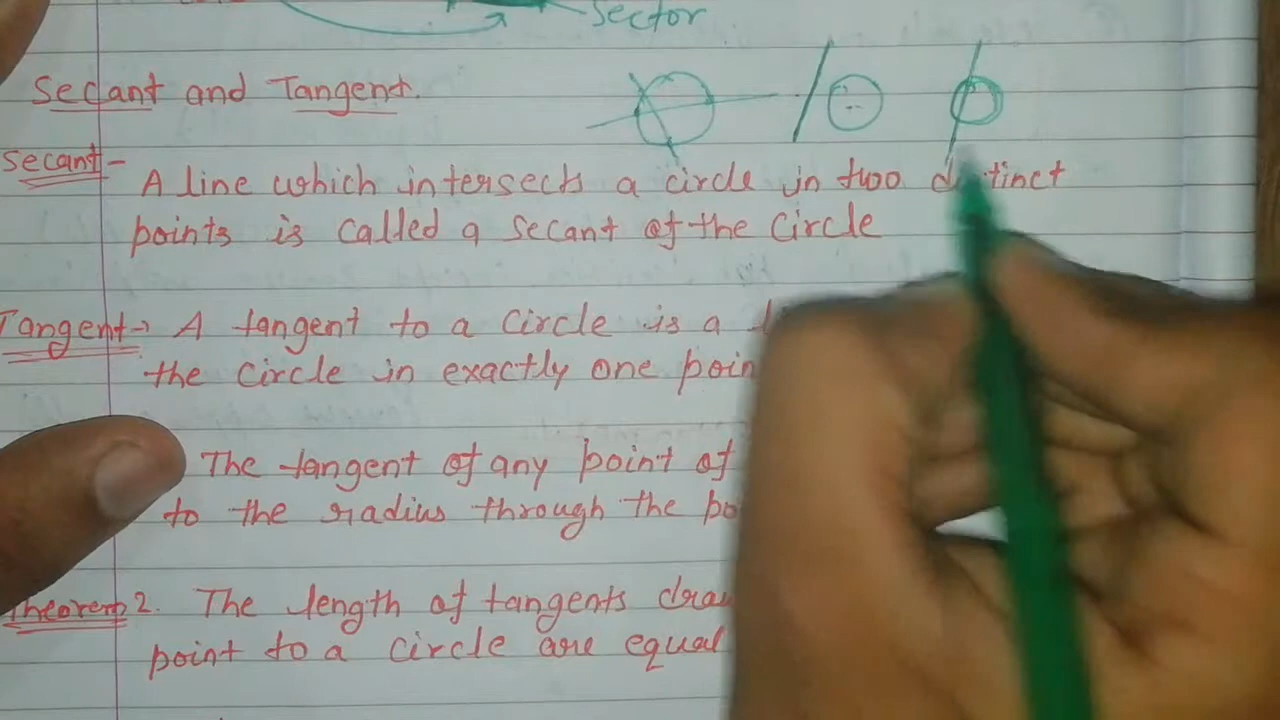 Sector
Secant and Tangent.
Secant - A line which intersects a circle in two
points is called a secant of the circle
Tangent → A tangent to a circle is a
the circle in exactly one
The tangent of any point of
to the radius through the
Theorem 2. The length of tangents
point to a circle are equal